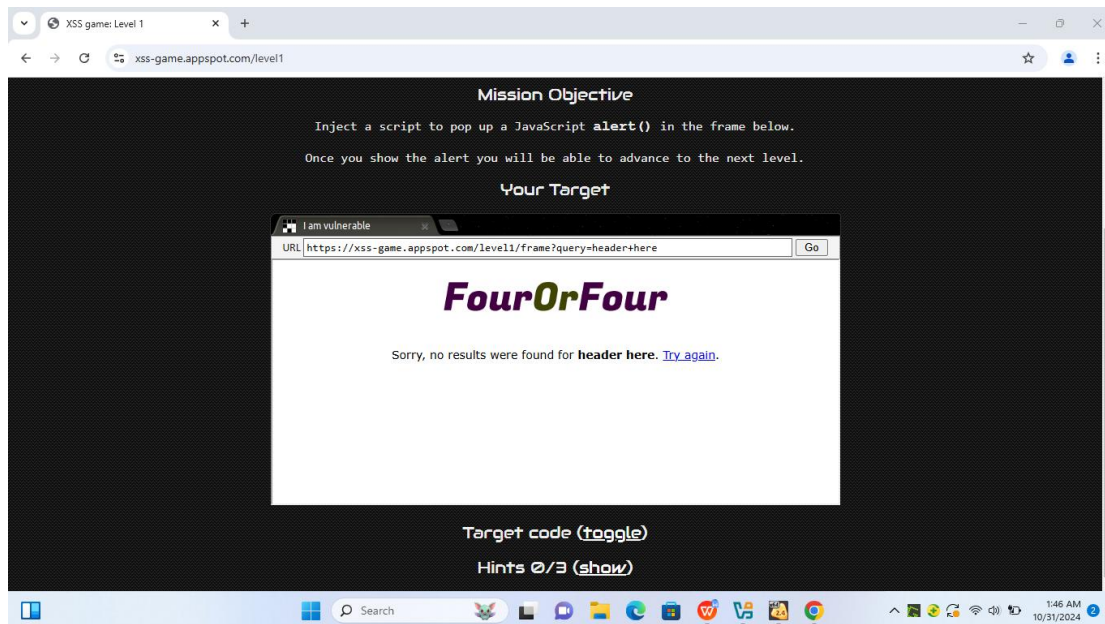 XSS game: Level 1
xss-game.appspot.com/level1
Mission Objective
Inject a script to pop up a JavaScript alert() in the frame below.
Once you show the alert you will be able to advance to the next level.
Your Target
I am vulnerable
URL https://xss-game.appspot.com/level1/frame?query=header+here Go
FourOrFour
Sorry, no results were found for header here. Try again.
Target code (toggle)
Hints 0/3 (show)
Search
1:46 AM
10/31/2024
2